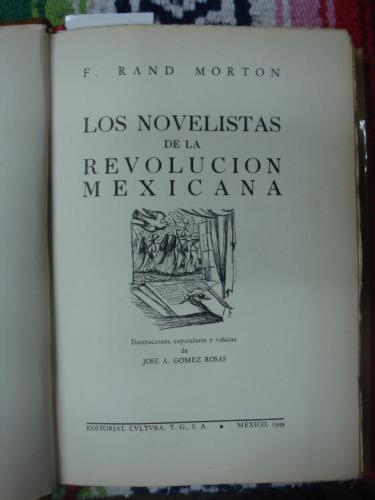 F. RAND MORTON
LOS NOVELISTAS
DE LA
REVOLUCION
MEXICANA
Ilustraciones, capitulares y viñetas
de
JOSE A. GOMEZ ROSAS
EDITORIAL CVLTVRA, T. G., S. A. • MEXICO, 1949